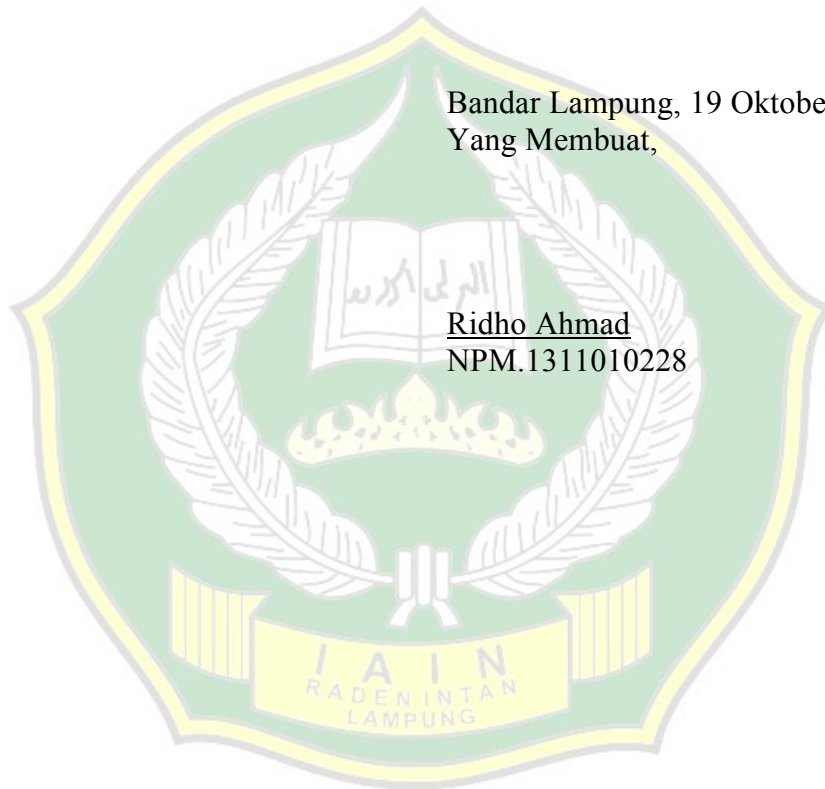 Bandar Lampung, 19 Oktobe
Yang Membuat,
Ridho Ahmad
NPM.1311010228
I A I N
RADEN INTAN
LAMPUNG